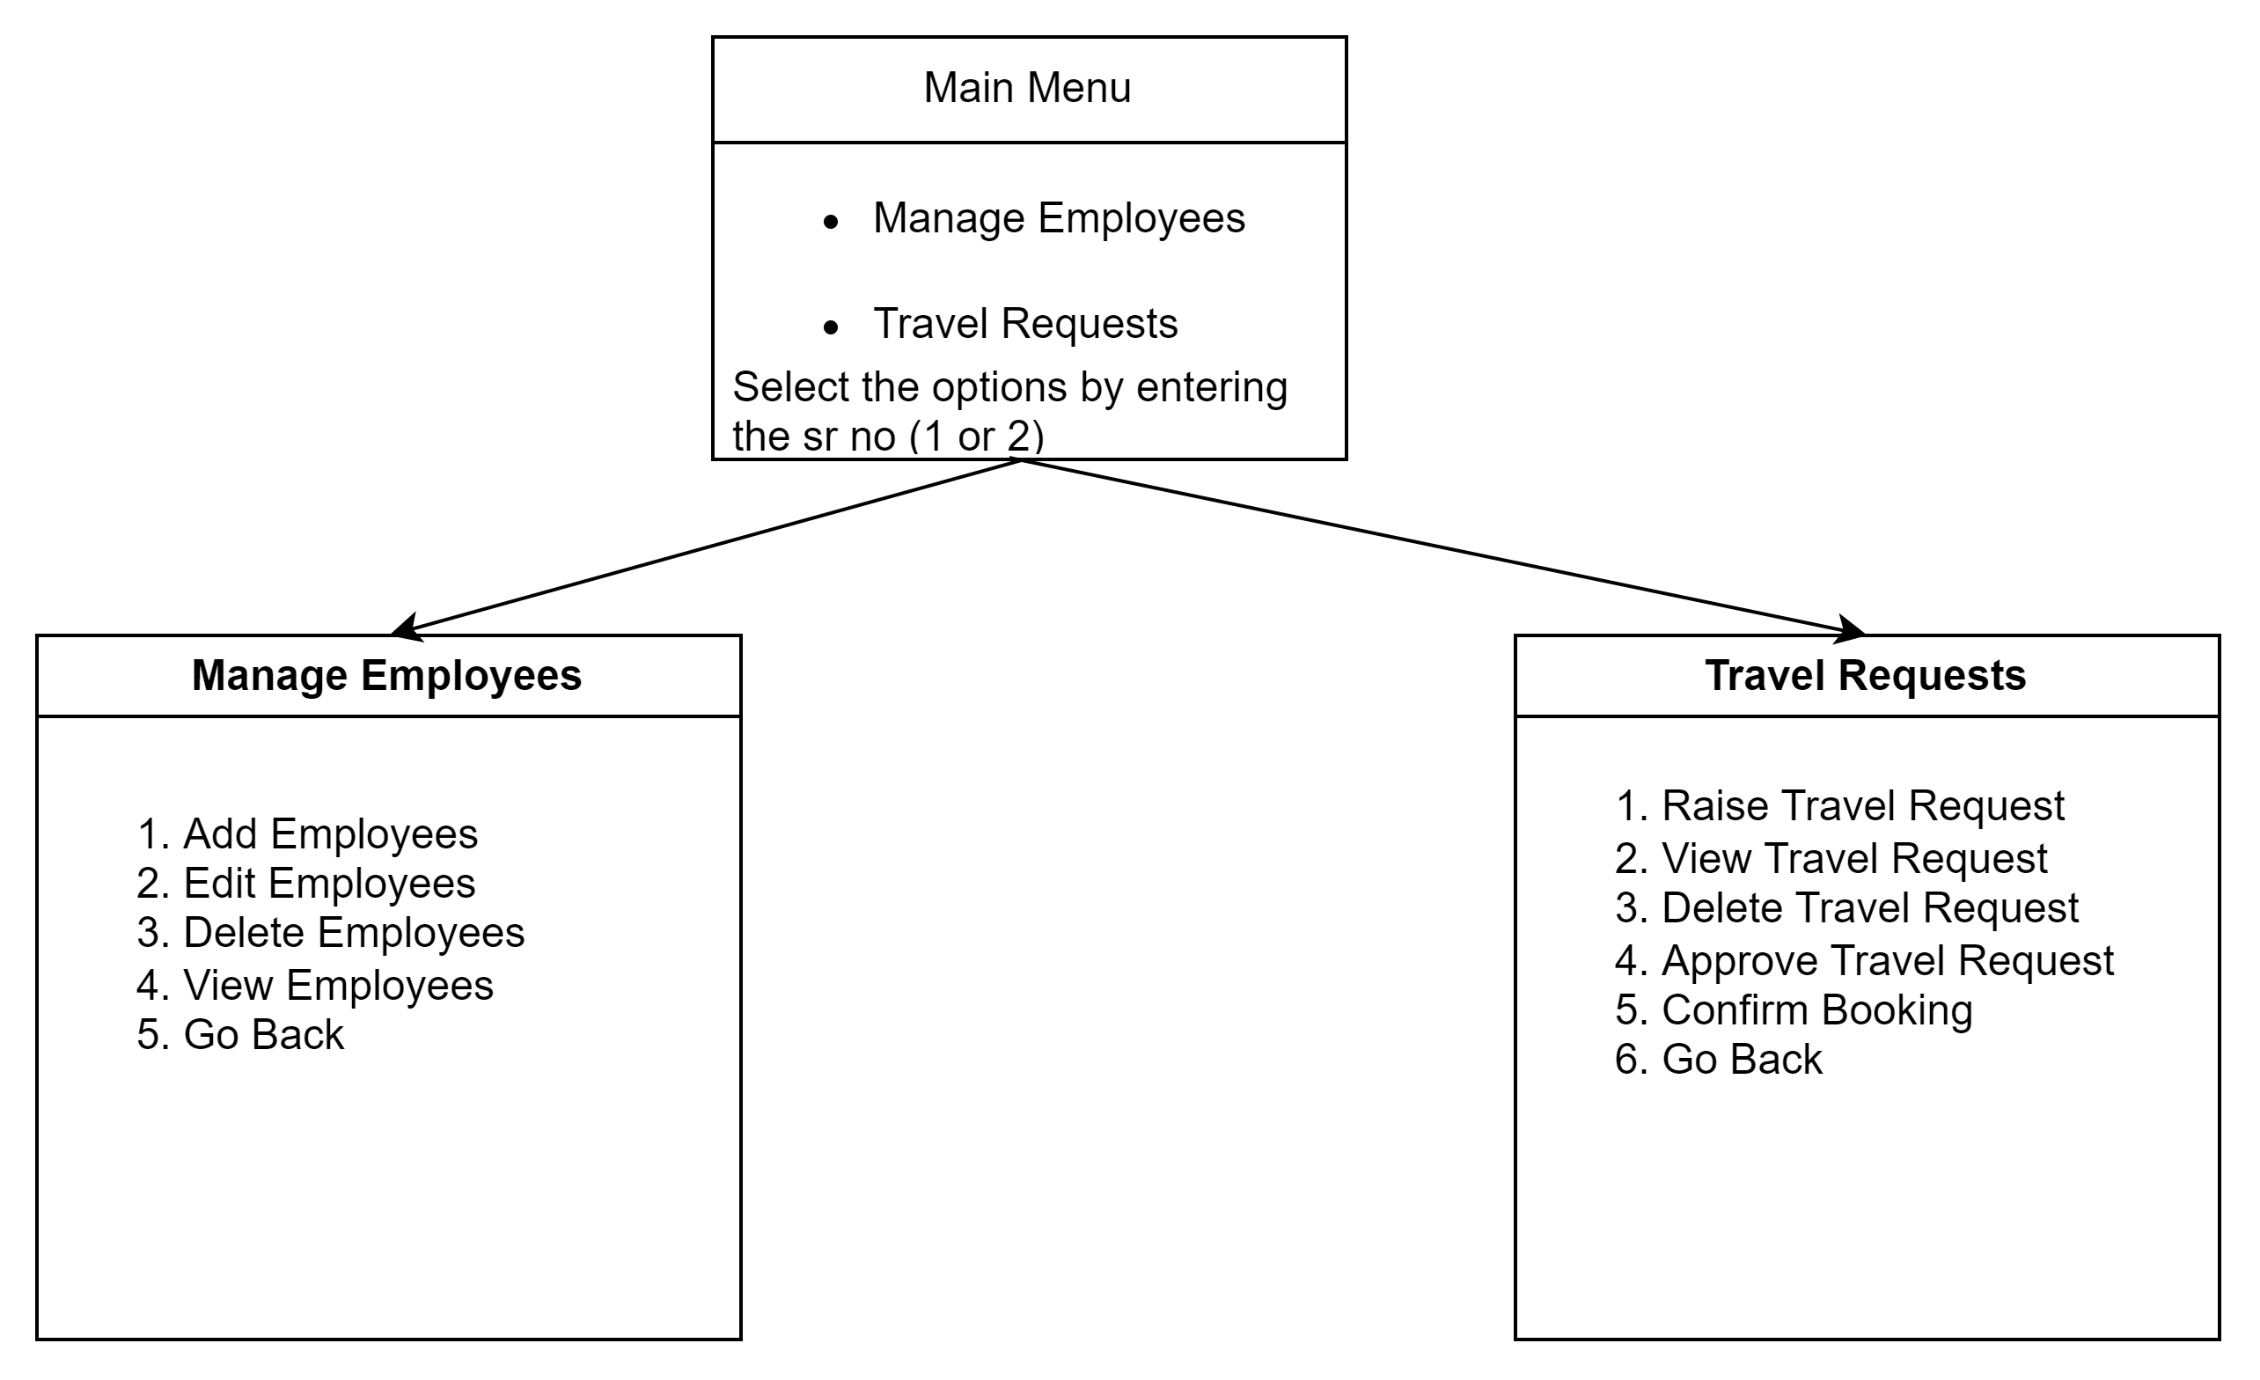 Main Menu
• Manage Employees
• Travel Requests
Select the options by entering
the sr no (1 or 2)
Manage Employees
1. Add Employees
2. Edit Employees
3. Delete Employees
4. View Employees
5. Go Back
Travel Requests
1. Raise Travel Request
2. View Travel Request
3. Delete Travel Request
4. Approve Travel Request
5. Confirm Booking
6. Go Back